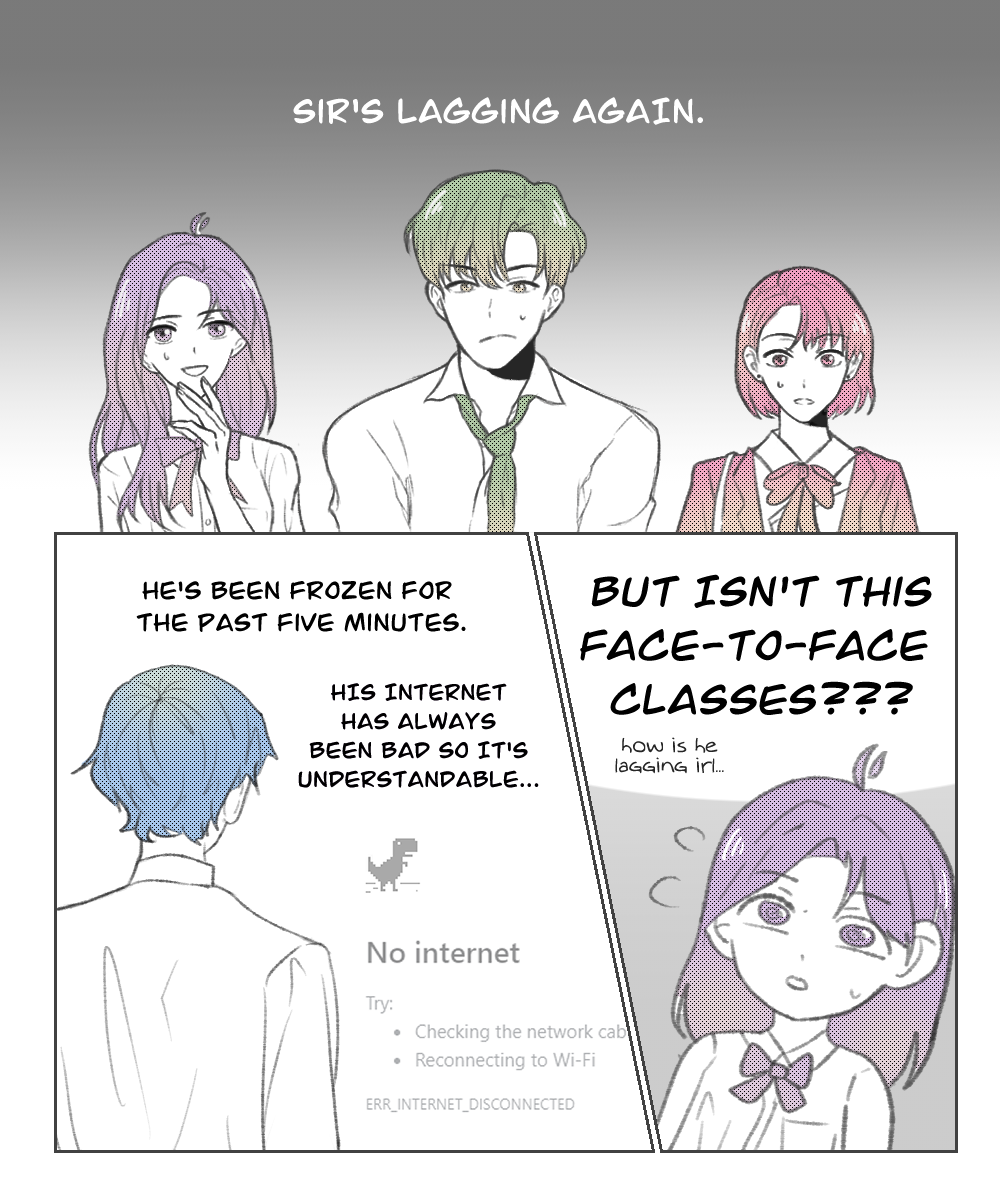 SIR'S LAGGING AGAIN.
HE'S BEEN FROZEN FOR
THE PAST FIVE MINUTES.
HIS INTERNET
HAS ALWAYS
BEEN BAD SO IT'S
UNDERSTANDABLE...
No internet
Try:
• Checking the network cab
• Reconnecting to Wi-Fi
ERR_INTERNET_DISCONNECTED
BUT ISN'T THIS
FACE-TO-FACE
CLASSES???
how is he
lagging irl...